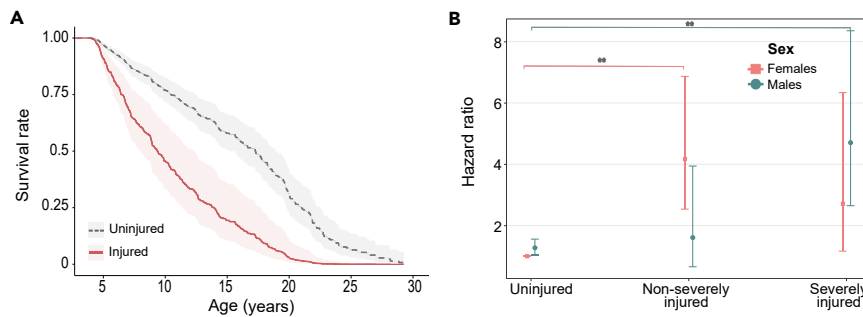 A
1.00
0.75
0.50
0.25
0
Survival rate
Uninjured
Injured
5 10 15 20 25 30
Age (years)
B
8
6
4
2
Hazard ratio
**
**
Sex
Females
Males
Uninjured
Non-severely
injured
Severely
injured